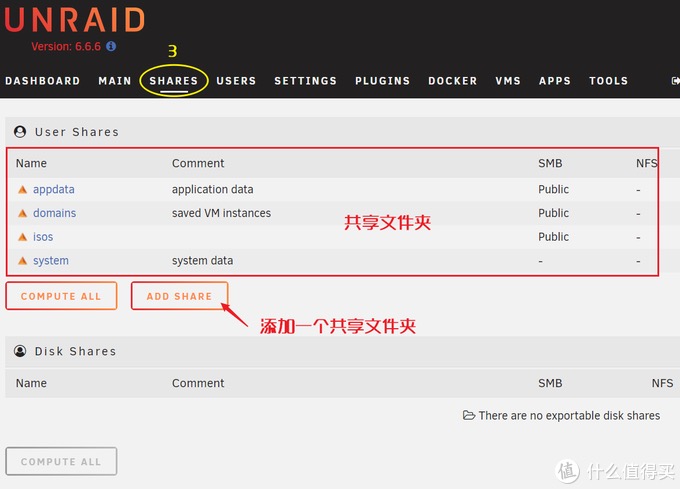 UNRAID
Version: 6.6.6
3
DASHBOARD MAIN SHARES USERS SETTINGS PLUGINS DOCKER VMS APPS TOOLS
User Shares
Name Comment SMB NFS
appdata application data Public -
domains saved VM instances Public -
共享文件夹
isos Public -
system system data - -
COMPUTE ALL ADD SHARE
添加一个共享文件夹
Disk Shares
Name Comment SMB NFS
There are no exportable disk shares
COMPUTE ALL
值 什么值得买